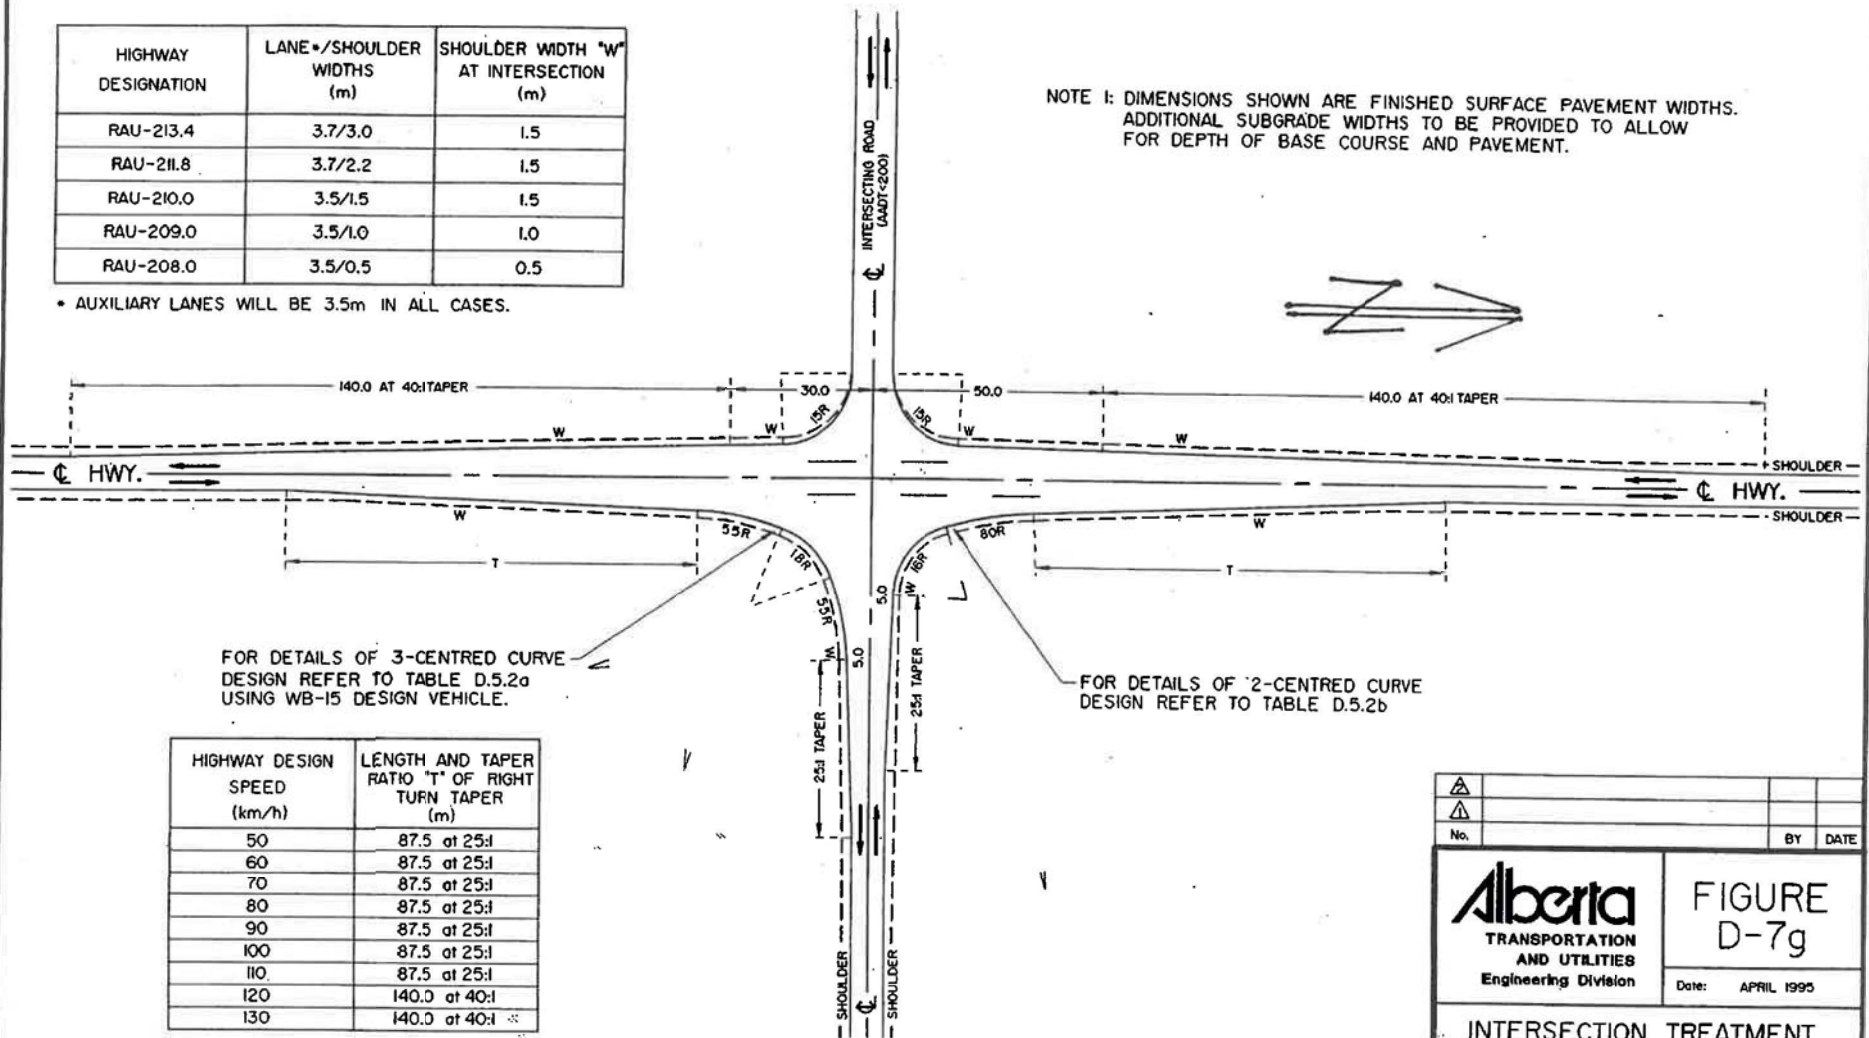 HIGHWAY DESIGNATION LANE•/SHOULDER WIDTHS (m) SHOULDER WIDTH "W" AT INTERSECTION (m)
RAU-213.4 3.7/3.0 1.5
RAU-211.8 3.7/2.2 1.5
RAU-210.0 3.5/1.5 1.5
RAU-209.0 3.5/1.0 1.0
RAU-208.0 3.5/0.5 0.5
• AUXILIARY LANES WILL BE 3.5m IN ALL CASES.
INTERSECTING ROAD
(AADT<200)
℄
NOTE 1: DIMENSIONS SHOWN ARE FINISHED SURFACE PAVEMENT WIDTHS.
ADDITIONAL SUBGRADE WIDTHS TO BE PROVIDED TO ALLOW
FOR DEPTH OF BASE COURSE AND PAVEMENT.
140.0 AT 40:1 TAPER
30.0
50.0
140.0 AT 40:1 TAPER
15R
15R
W
W
W
W
SHOULDER
℄ HWY.
℄ HWY.
SHOULDER
W
55R
18R
55R
W
5.0
T
W
80R
16R
W
5.0
T
25:1 TAPER
25:1 TAPER
FOR DETAILS OF 3-CENTRED CURVE
DESIGN REFER TO TABLE D.5.2a
USING WB-15 DESIGN VEHICLE.
FOR DETAILS OF 2-CENTRED CURVE
DESIGN REFER TO TABLE D.5.2b
HIGHWAY DESIGN SPEED (km/h) LENGTH AND TAPER RATIO "T" OF RIGHT TURN TAPER (m)
50 87.5 at 25:1
60 87.5 at 25:1
70 87.5 at 25:1
80 87.5 at 25:1
90 87.5 at 25:1
100 87.5 at 25:1
110 87.5 at 25:1
120 140.0 at 40:1
130 140.0 at 40:1
SHOULDER
℄
SHOULDER
2
1
No. BY DATE
Alberta
TRANSPORTATION
AND UTILITIES
Engineering Division
FIGURE
D-7g
Date: APRIL 1995
INTERSECTION TREATMENT